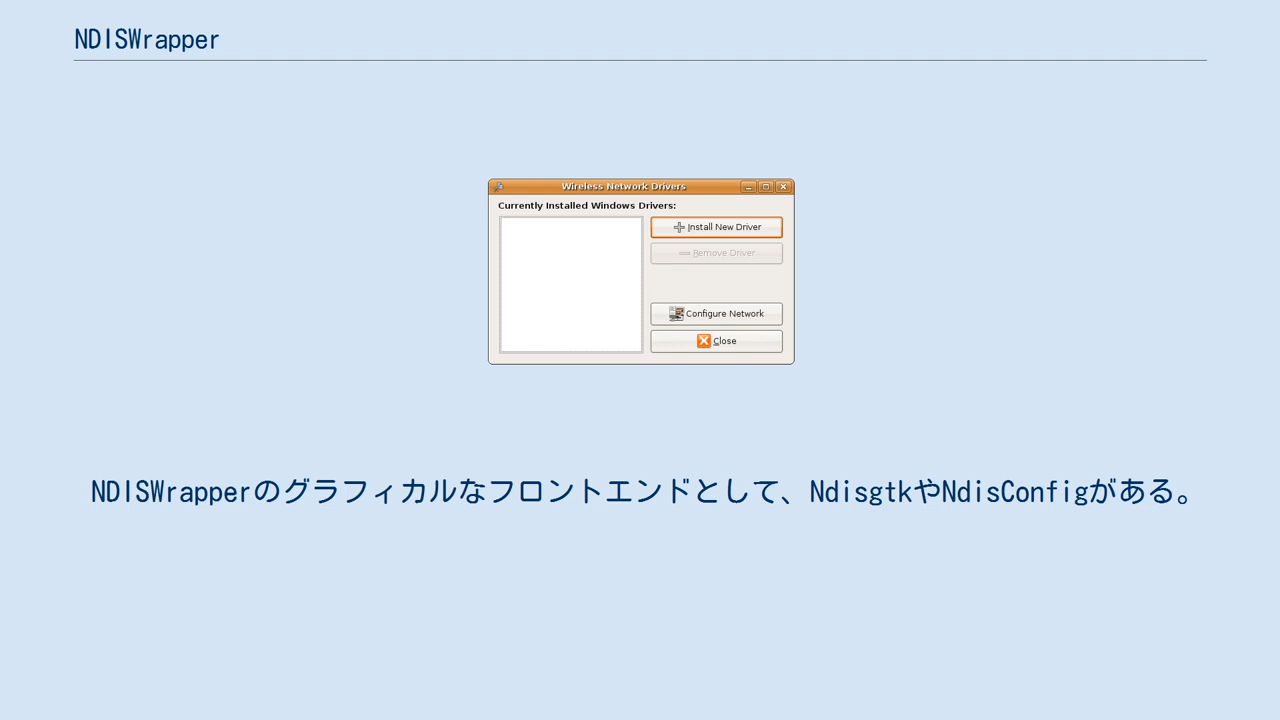 NDISWrapper
Wireless Network Drivers
Currently Installed Windows Drivers:
Install New Driver
Remove Driver
Configure Network
Close
NDISWrapperのグラフィカルなフロントエンドとして、NdisgtkやNdisConfigがある。